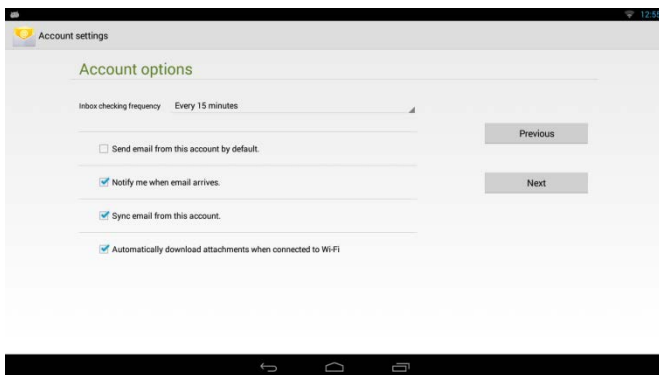 12:55
Account settings
Account options
Inbox checking frequency Every 15 minutes
Previous
Send email from this account by default.
Notify me when email arrives.
Next
Sync email from this account.
Automatically download attachments when connected to Wi-Fi